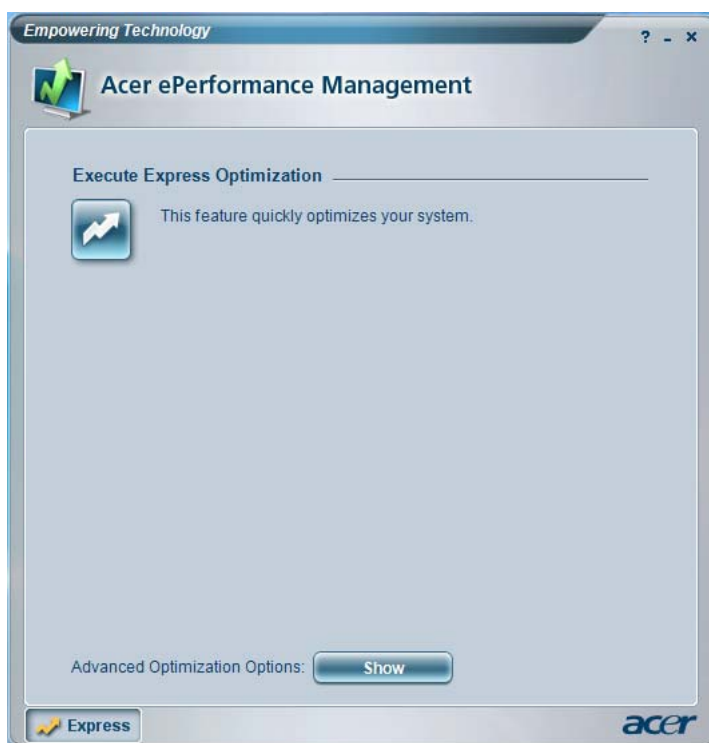 Empowering Technology
? - ×
Acer ePerformance Management
Execute Express Optimization
This feature quickly optimizes your system.
Advanced Optimization Options: Show
Express
acer